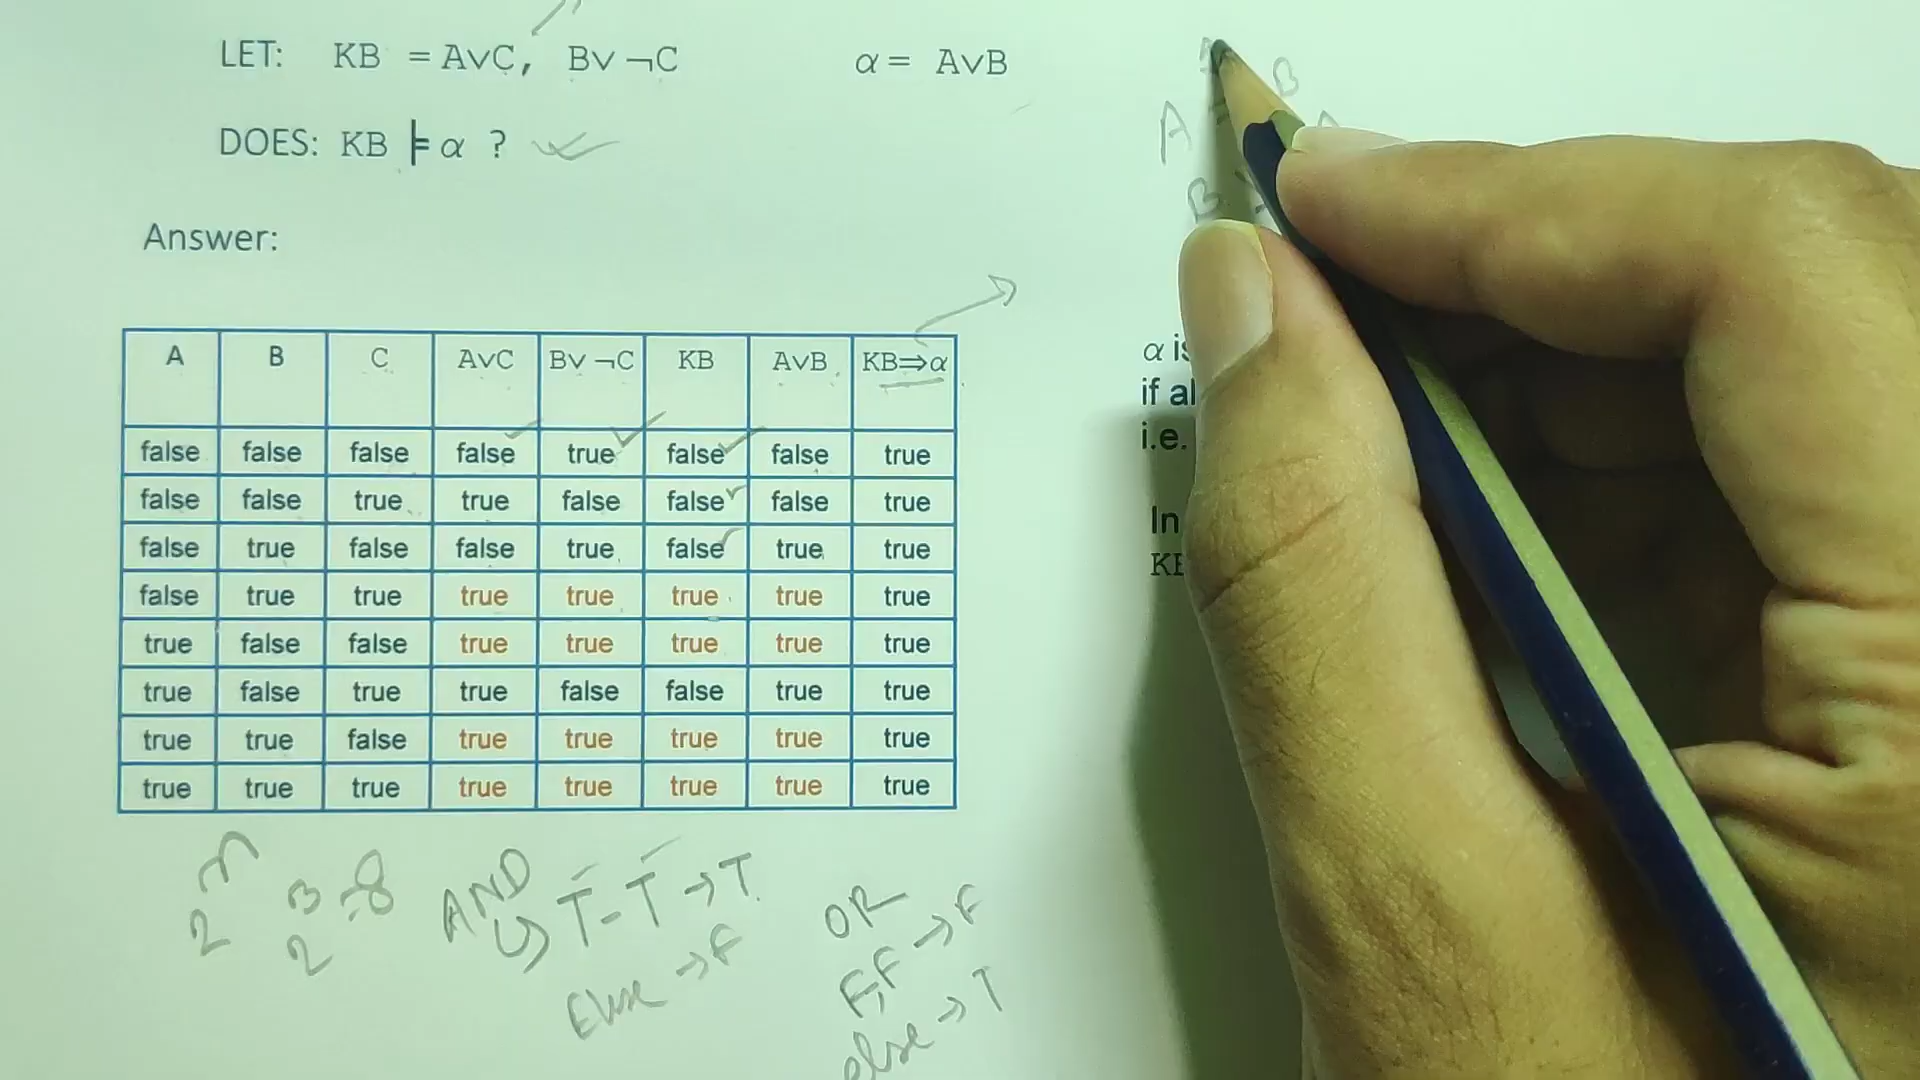 LET: KB = A∨C, B∨¬C α = A∨B
DOES: KB ⊨ α ?
Answer:
A B C A∨C B∨¬C KB A∨B KB⇒α
false false false false true false false true
false false true true false false false true
false true false false true false true true
false true true true true true true true
true false false true true true true true
true false true true false false true true
true true false true true true true true
true true true true true true true true
2^n 2^3=8
AND
T-T→T
Else→F
OR
F,F→F
else→T
B
A
B
α is
if al
i.e.
In